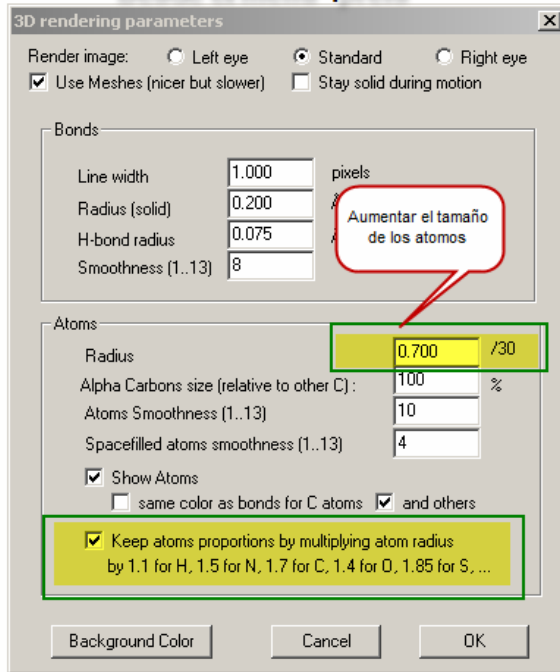 3D rendering parameters
Render image: Left eye Standard Right eye
Use Meshes (nicer but slower) Stay solid during motion
Bonds
Line width 1.000 pixels
Radius (solid) 0.200
H-bond radius 0.075
Smoothness (1..13) 8
Aumentar el tamaño
de los atomos
Atoms
Radius 0.700 /30
Alpha Carbons size (relative to other C) : 100 %
Atoms Smoothness (1..13) 10
Spacefilled atoms smoothness (1..13) 4
Show Atoms
same color as bonds for C atoms and others
Keep atoms proportions by multiplying atom radius
by 1.1 for H, 1.5 for N, 1.7 for C, 1.4 for O, 1.85 for S, ...
Background Color Cancel OK